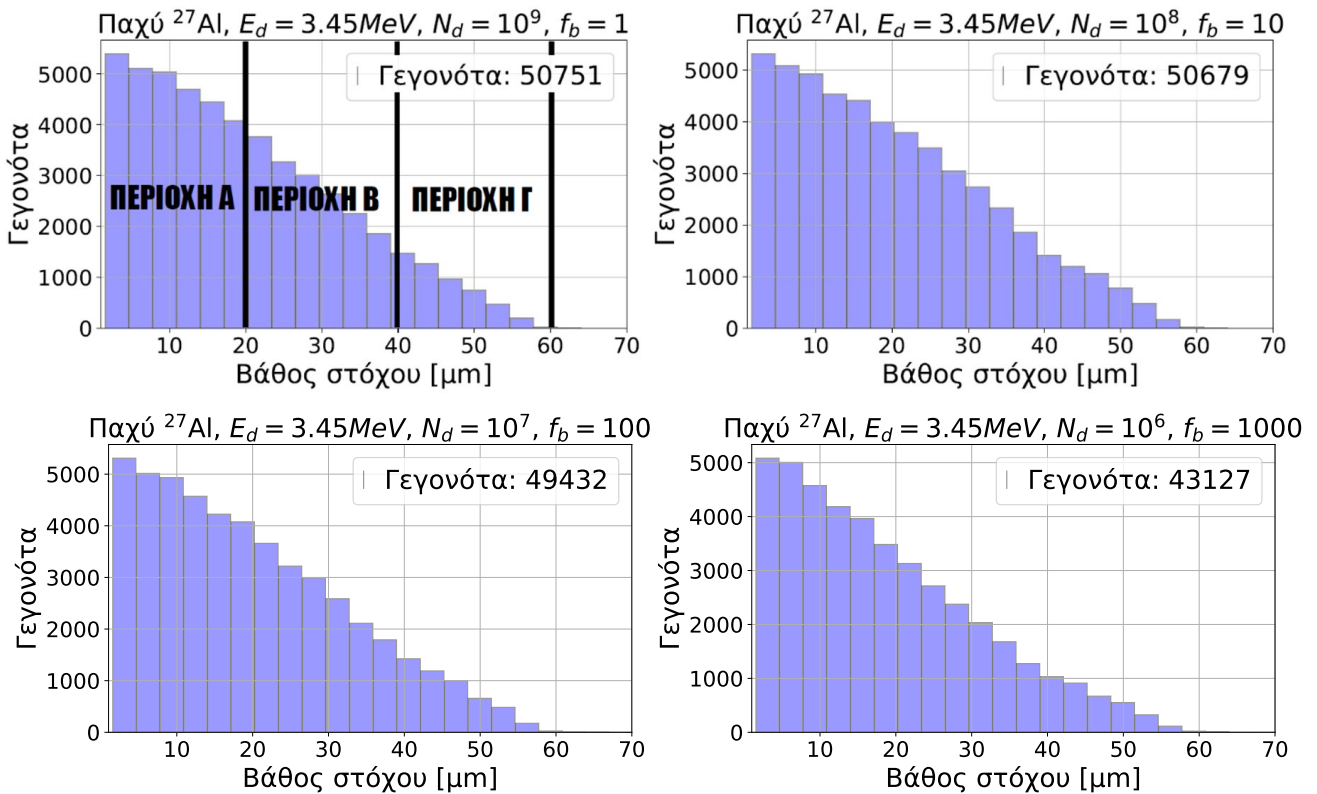 Παχύ ²⁷Al, E_d = 3.45MeV, N_d = 10⁹, f_b = 1
Γεγονότα: 50751
Γεγονότα
5000
4000
3000
2000
1000
0
ΠΕΡΙΟΧΗ Α
ΠΕΡΙΟΧΗ Β
ΠΕΡΙΟΧΗ Γ
10 20 30 40 50 60 70
Βάθος στόχου [μm]
Παχύ ²⁷Al, E_d = 3.45MeV, N_d = 10⁸, f_b = 10
Γεγονότα: 50679
Γεγονότα
5000
4000
3000
2000
1000
0
10 20 30 40 50 60 70
Βάθος στόχου [μm]
Παχύ ²⁷Al, E_d = 3.45MeV, N_d = 10⁷, f_b = 100
Γεγονότα: 49432
Γεγονότα
5000
4000
3000
2000
1000
0
10 20 30 40 50 60 70
Βάθος στόχου [μm]
Παχύ ²⁷Al, E_d = 3.45MeV, N_d = 10⁶, f_b = 1000
Γεγονότα: 43127
Γεγονότα
5000
4000
3000
2000
1000
0
10 20 30 40 50 60 70
Βάθος στόχου [μm]